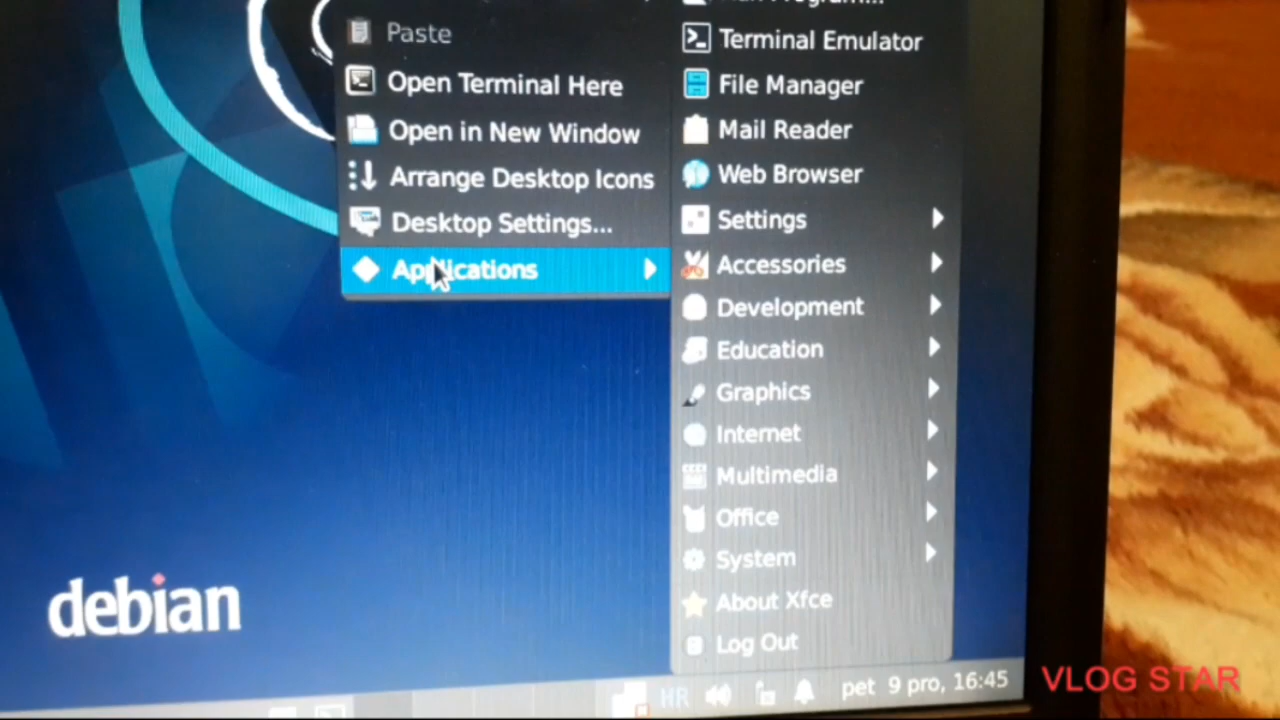 Paste
Open Terminal Here
Open in New Window
Arrange Desktop Icons
Desktop Settings...
Applications
Program...
Terminal Emulator
File Manager
Mail Reader
Web Browser
Settings
Accessories
Development
Education
Graphics
Internet
Multimedia
Office
System
About Xfce
Log Out
debian
HR
pet 9 pro, 16:45
VLOG STAR